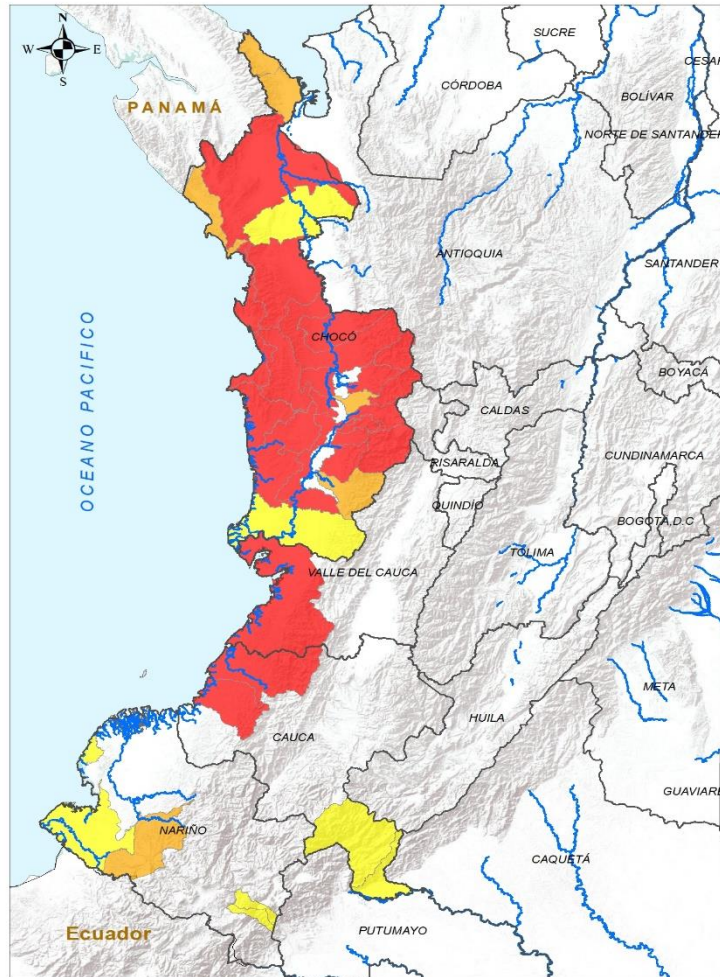 N
W E
S
SUCRE
CESAR
CÓRDOBA
BOLÍVAR
PANAMÁ
NORTE DE SANTANDER
ANTIOQUIA
SANTANDER
OCEANO PACIFICO
CHOCÓ
BOYACÁ
CALDAS
CUNDINAMARCA
RISARALDA
QUINDÍO
BOGOTÁ, D.C
TOLIMA
VALLE DEL CAUCA
META
HUILA
CAUCA
GUAVIARE
NARIÑO
CAQUETÁ
Ecuador
PUTUMAYO